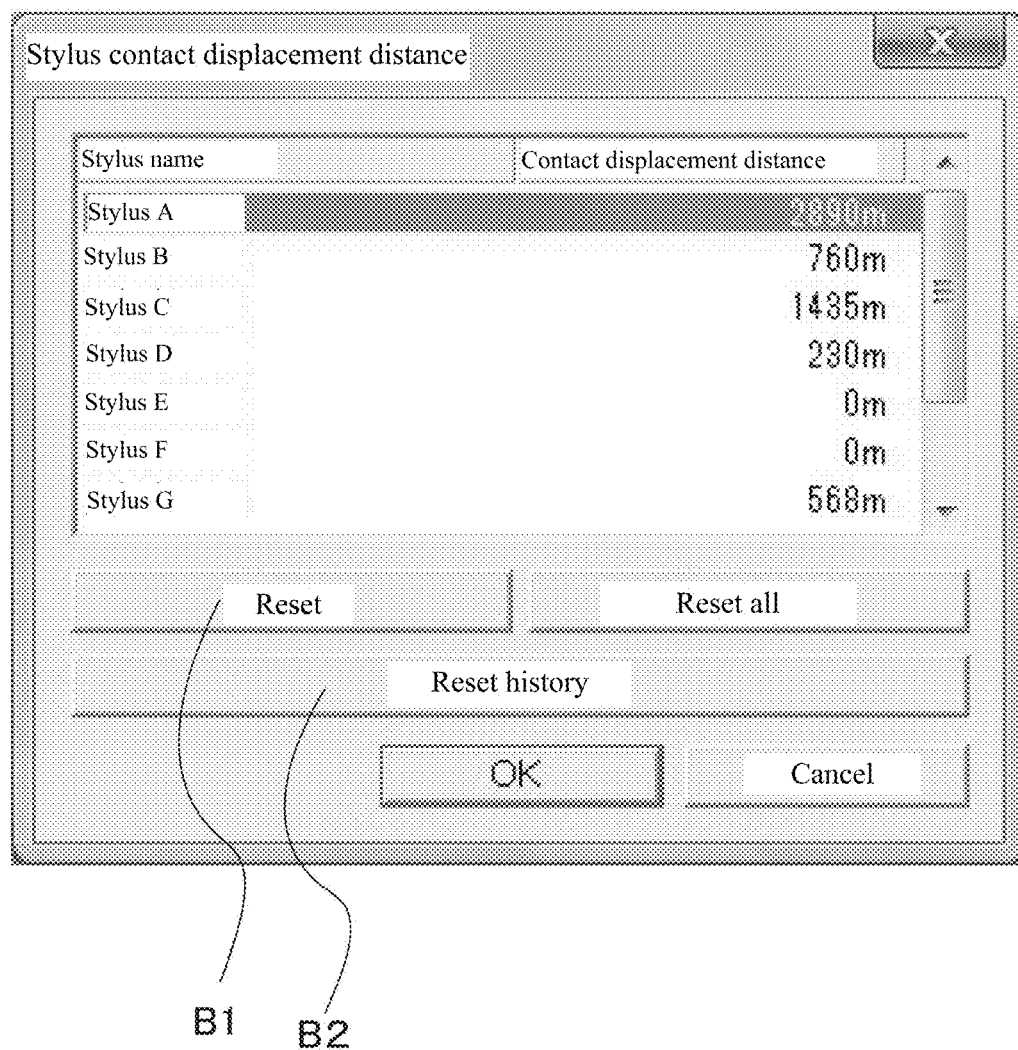 Stylus contact displacement distance
X
Stylus name Contact displacement distance
Stylus A 2890m
Stylus B 760m
Stylus C 1435m
Stylus D 230m
Stylus E 0m
Stylus F 0m
Stylus G 568m
Reset Reset all
Reset history
OK Cancel
B1 B2